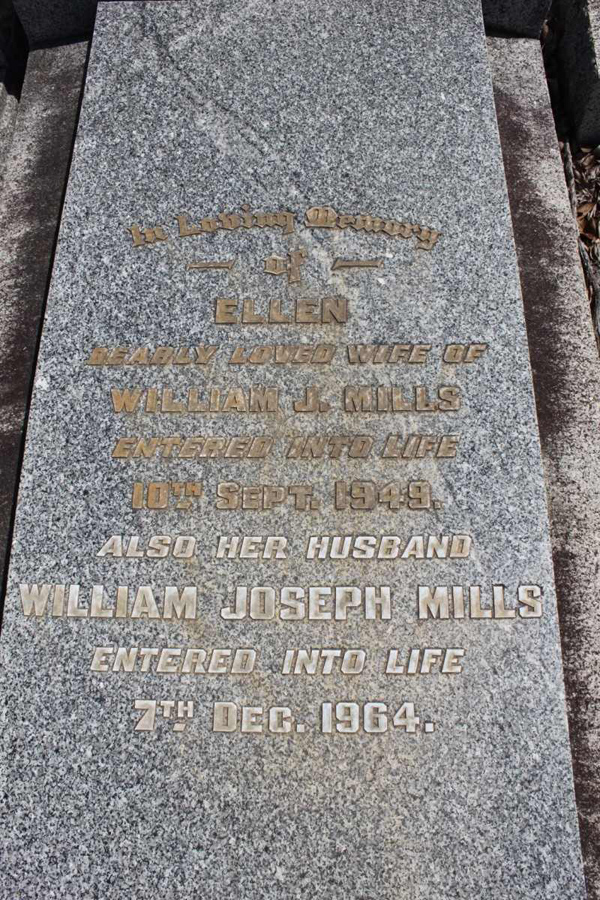 In Loving Memory
of
ELLEN
DEARLY LOVED WIFE OF
WILLIAM J. MILLS
ENTERED INTO LIFE
10TH SEPT. 1949.
ALSO HER HUSBAND
WILLIAM JOSEPH MILLS
ENTERED INTO LIFE
7TH DEC. 1964.